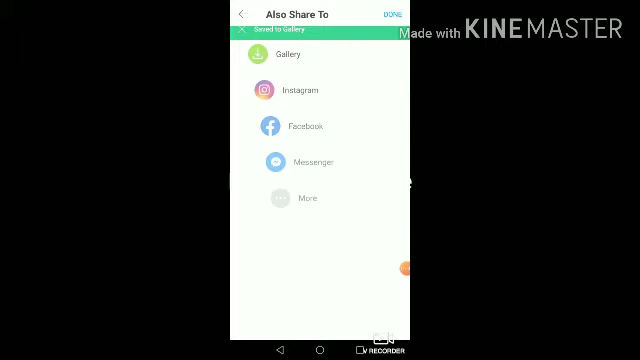 Also Share To
DONE
Saved to Gallery
Made with KINEMASTER
Gallery
Instagram
Facebook
Messenger
More
V RECORDER